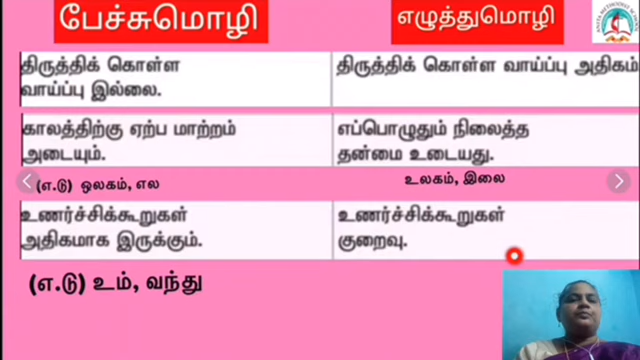 பேச்சுமொழி
எழுத்துமொழி
திருத்திக் கொள்ள
வாய்ப்பு இல்லை.
திருத்திக் கொள்ள வாய்ப்பு அதிகம்
காலத்திற்கு ஏற்ப மாற்றம்
அடையும்.
எப்பொழுதும் நிலைத்த
தன்மை உடையது.
(எ.டு) ஒலகம், எல
உலகம், இலை
உணர்ச்சிக்கூறுகள்
அதிகமாக இருக்கும்.
உணர்ச்சிக்கூறுகள்
குறைவு.
(எ.டு) உம், வந்து